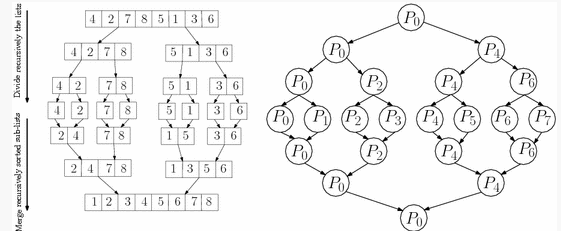 Divide recursively the lists
Merge recursively sorted sub-lists
4 2 7 8 5 1 3 6
4 2 7 8
5 1 3 6
4 2
7 8
5 1
3 6
4
2
7
8
5
1
3
6
2 4
7 8
1 5
3 6
2 4 7 8
1 3 5 6
1 2 3 4 5 6 7 8
P0
P0 P4
P0 P2 P4 P6
P0 P1 P2 P3 P4 P5 P6 P7
P0 P2 P4 P6
P0 P4
P0